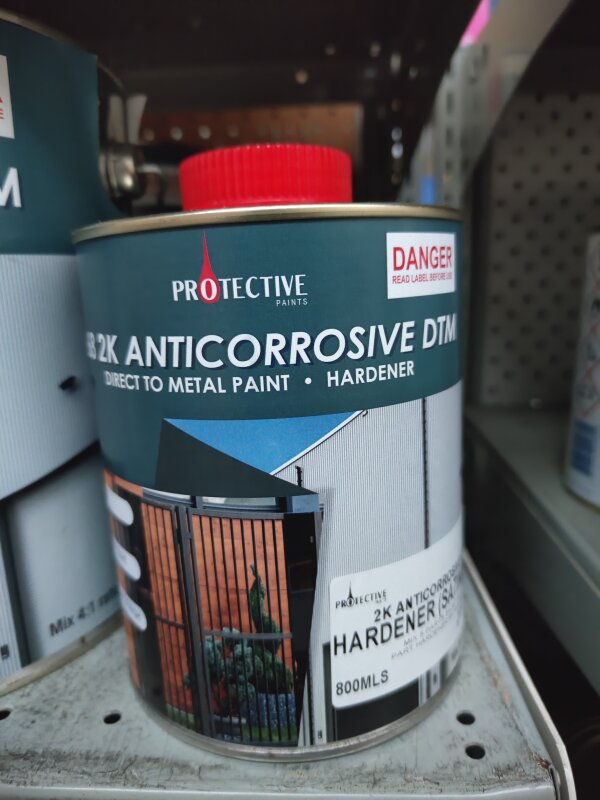 M
PROTECTIVE
PAINTS
DANGER
READ LABEL BEFORE USE
2K ANTICORROSIVE DTM
DIRECT TO METAL PAINT • HARDENER
Mix 4:1
PROTECTIVE
2K ANTICORROSIVE
HARDENER
800MLS